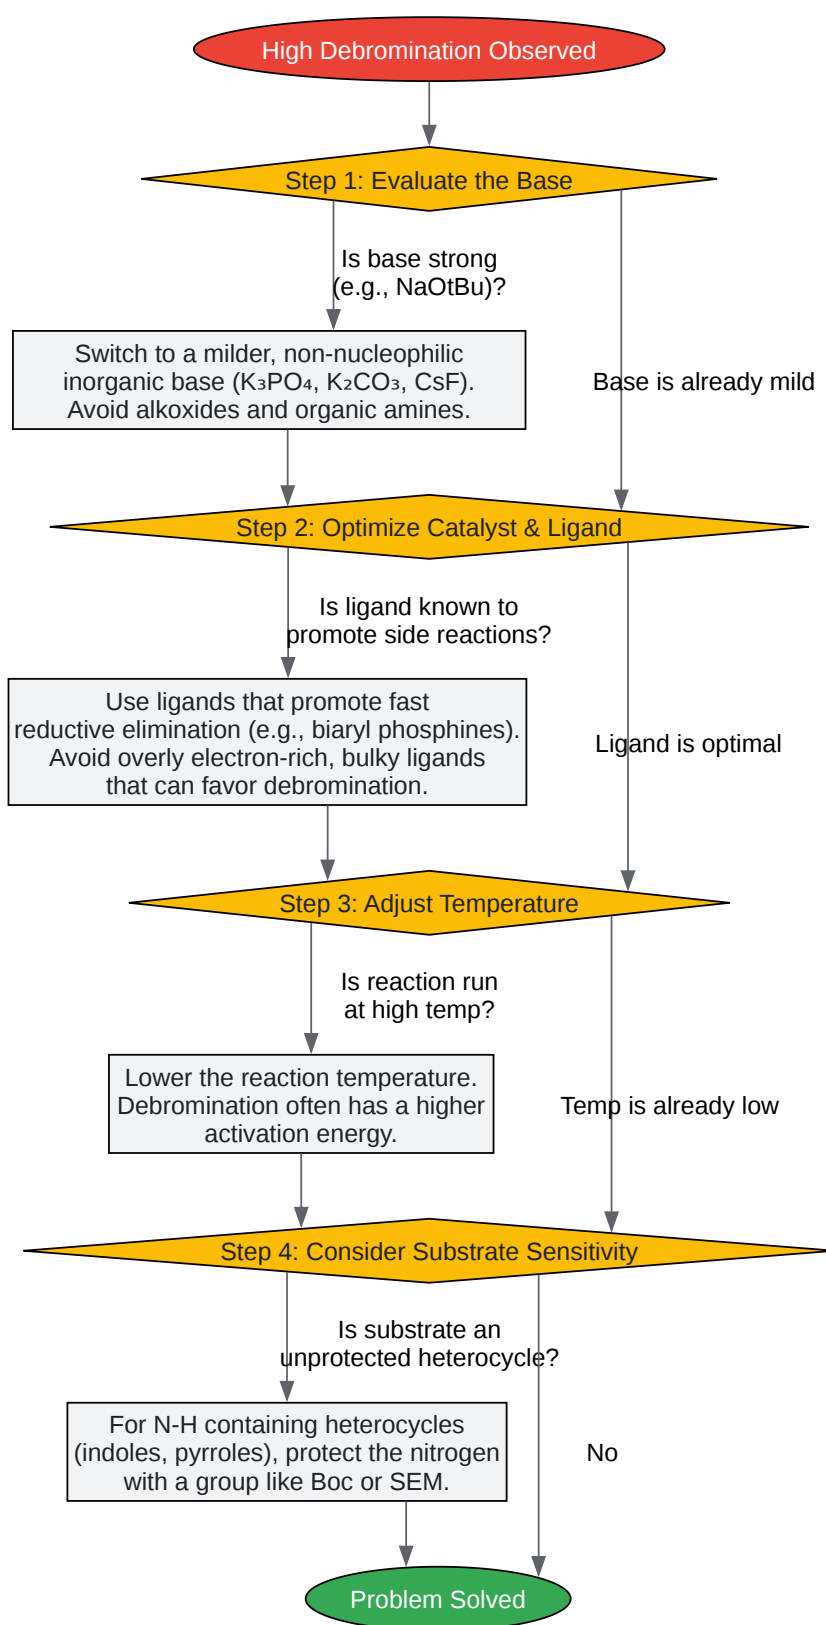 High Debromination Observed
Step 1: Evaluate the Base
Is base strong
(e.g., NaOtBu)?
Switch to a milder, non-nucleophilic
inorganic base (K₃PO₄, K₂CO₃, CsF).
Avoid alkoxides and organic amines.
Base is already mild
Step 2: Optimize Catalyst & Ligand
Is ligand known to
promote side reactions?
Use ligands that promote fast
reductive elimination (e.g., biaryl phosphines).
Avoid overly electron-rich, bulky ligands
that can favor debromination.
Ligand is optimal
Step 3: Adjust Temperature
Is reaction run
at high temp?
Lower the reaction temperature.
Debromination often has a higher
activation energy.
Temp is already low
Step 4: Consider Substrate Sensitivity
Is substrate an
unprotected heterocycle?
For N-H containing heterocycles
(indoles, pyrroles), protect the nitrogen
with a group like Boc or SEM.
No
Problem Solved